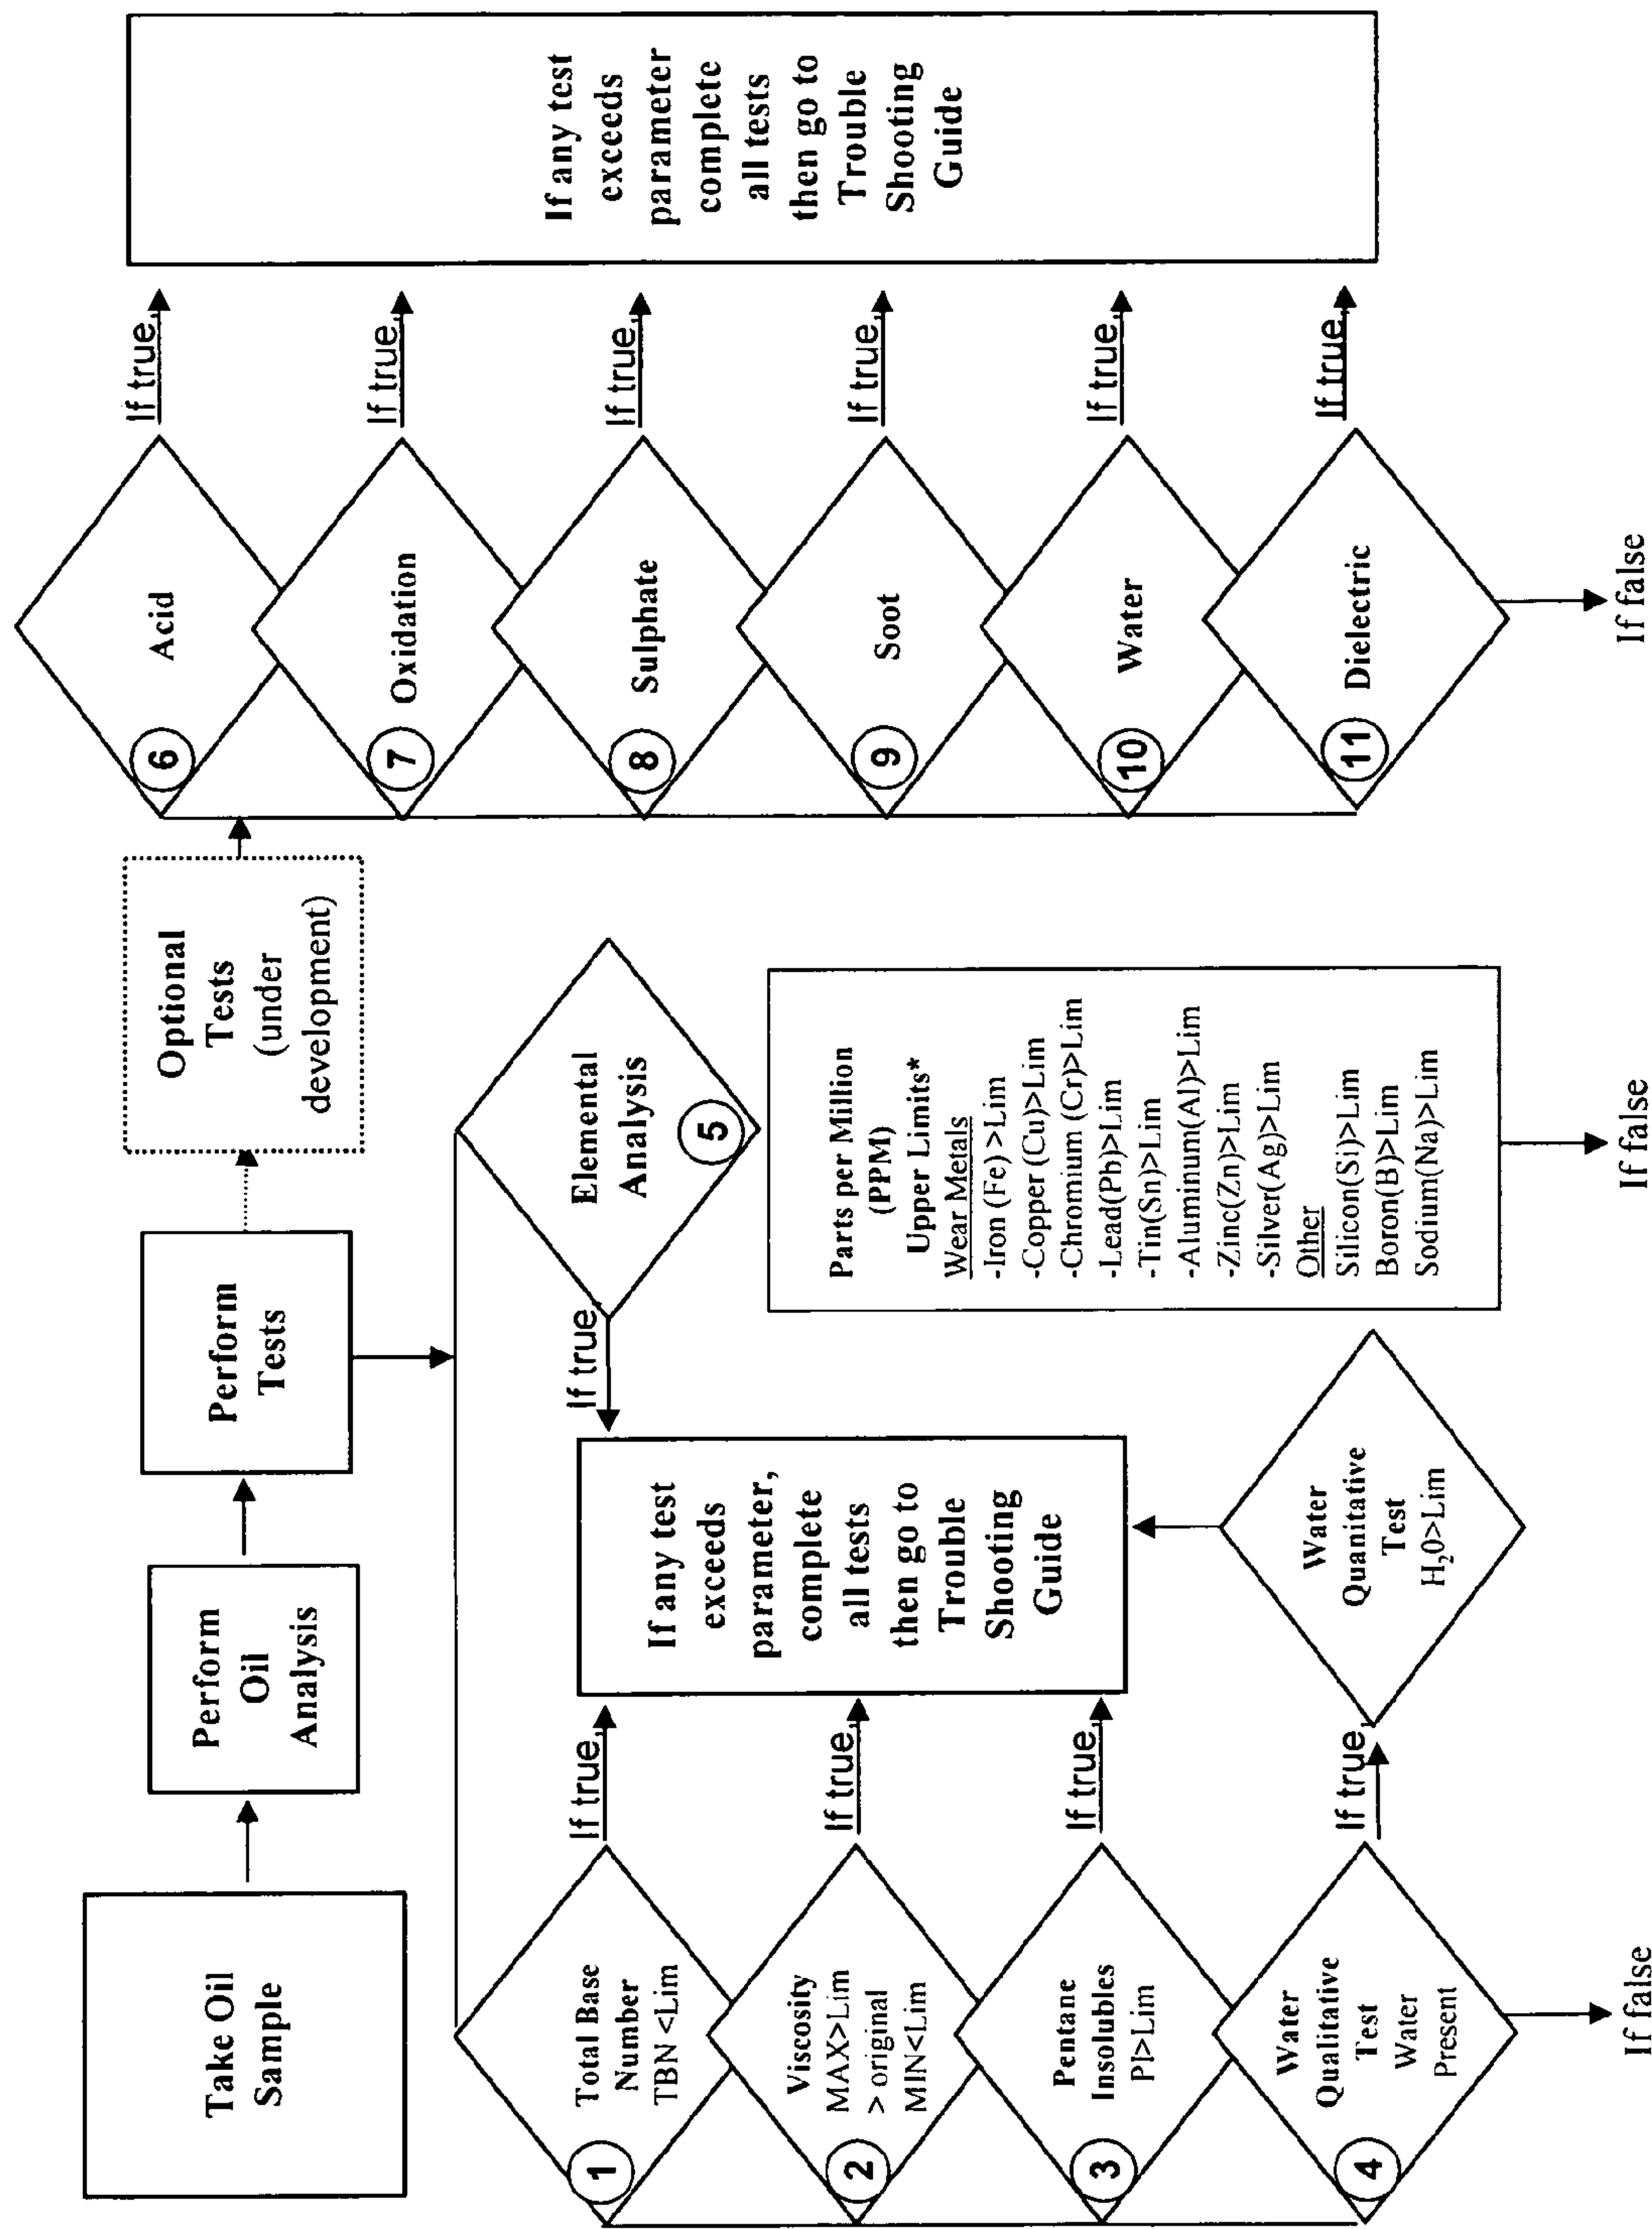 Take Oil
Sample
Perform
Oil
Analysis
Perform
Tests
Optional
Tests
(under
development)
1
Total Base
Number
TBN <Lim
If true,
2
Viscosity
MAX>Lim
> original
MIN<Lim
If true,
3
Pentane
Insolubles
PI>Lim
If true,
4
Water
Qualitative
Test
Water
Present
If true,
If false
If any test
exceeds
parameter,
complete
all tests
then go to
Trouble
Shooting
Guide
Water
Quanitative
Test
H₂0>Lim
If true,
Elemental
Analysis
5
Parts per Million
(PPM)
Upper Limits*
Wear Metals
-Iron (Fe) >Lim
-Copper (Cu)>Lim
-Chromium (Cr)>Lim
-Lead(Pb)>Lim
-Tin(Sn)>Lim
-Aluminum(Al)>Lim
-Zinc(Zn)>Lim
-Silver(Ag)>Lim
Other
Silicon(Si)>Lim
Boron(B)>Lim
Sodium(Na)>Lim
If false
6
Acid
If true,
7
Oxidation
If true,
8
Sulphate
If true,
9
Soot
If true,
10
Water
If true,
11
Dielectric
If true,
If false
If any test
exceeds
parameter
complete
all tests
then go to
Trouble
Shooting
Guide